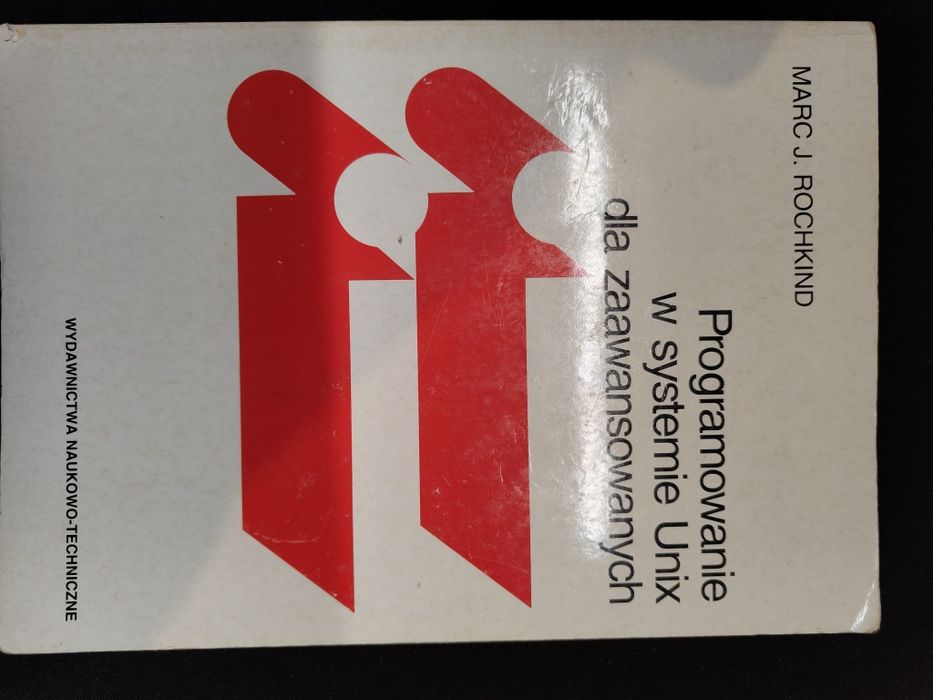 MARC J. ROCHKIND
Programowanie
w systemie Unix
dla zaawansowanych
WYDAWNICTWA NAUKOWO-TECHNICZNE